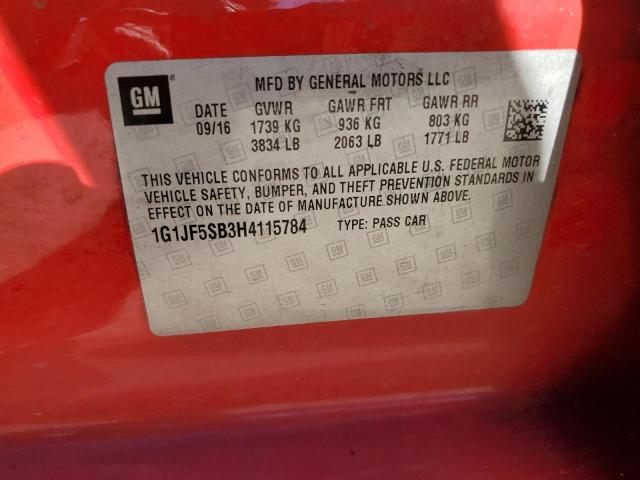 GM
MFD BY GENERAL MOTORS LLC
DATE GVWR GAWR FRT GAWR RR
09/16 1739 KG 936 KG 803 KG
3834 LB 2063 LB 1771 LB
THIS VEHICLE CONFORMS TO ALL APPLICABLE U.S. FEDERAL MOTOR
VEHICLE SAFETY, BUMPER, AND THEFT PREVENTION STANDARDS IN
EFFECT ON THE DATE OF MANUFACTURE SHOWN ABOVE.
1G1JF5SB3H4115784 TYPE: PASS CAR